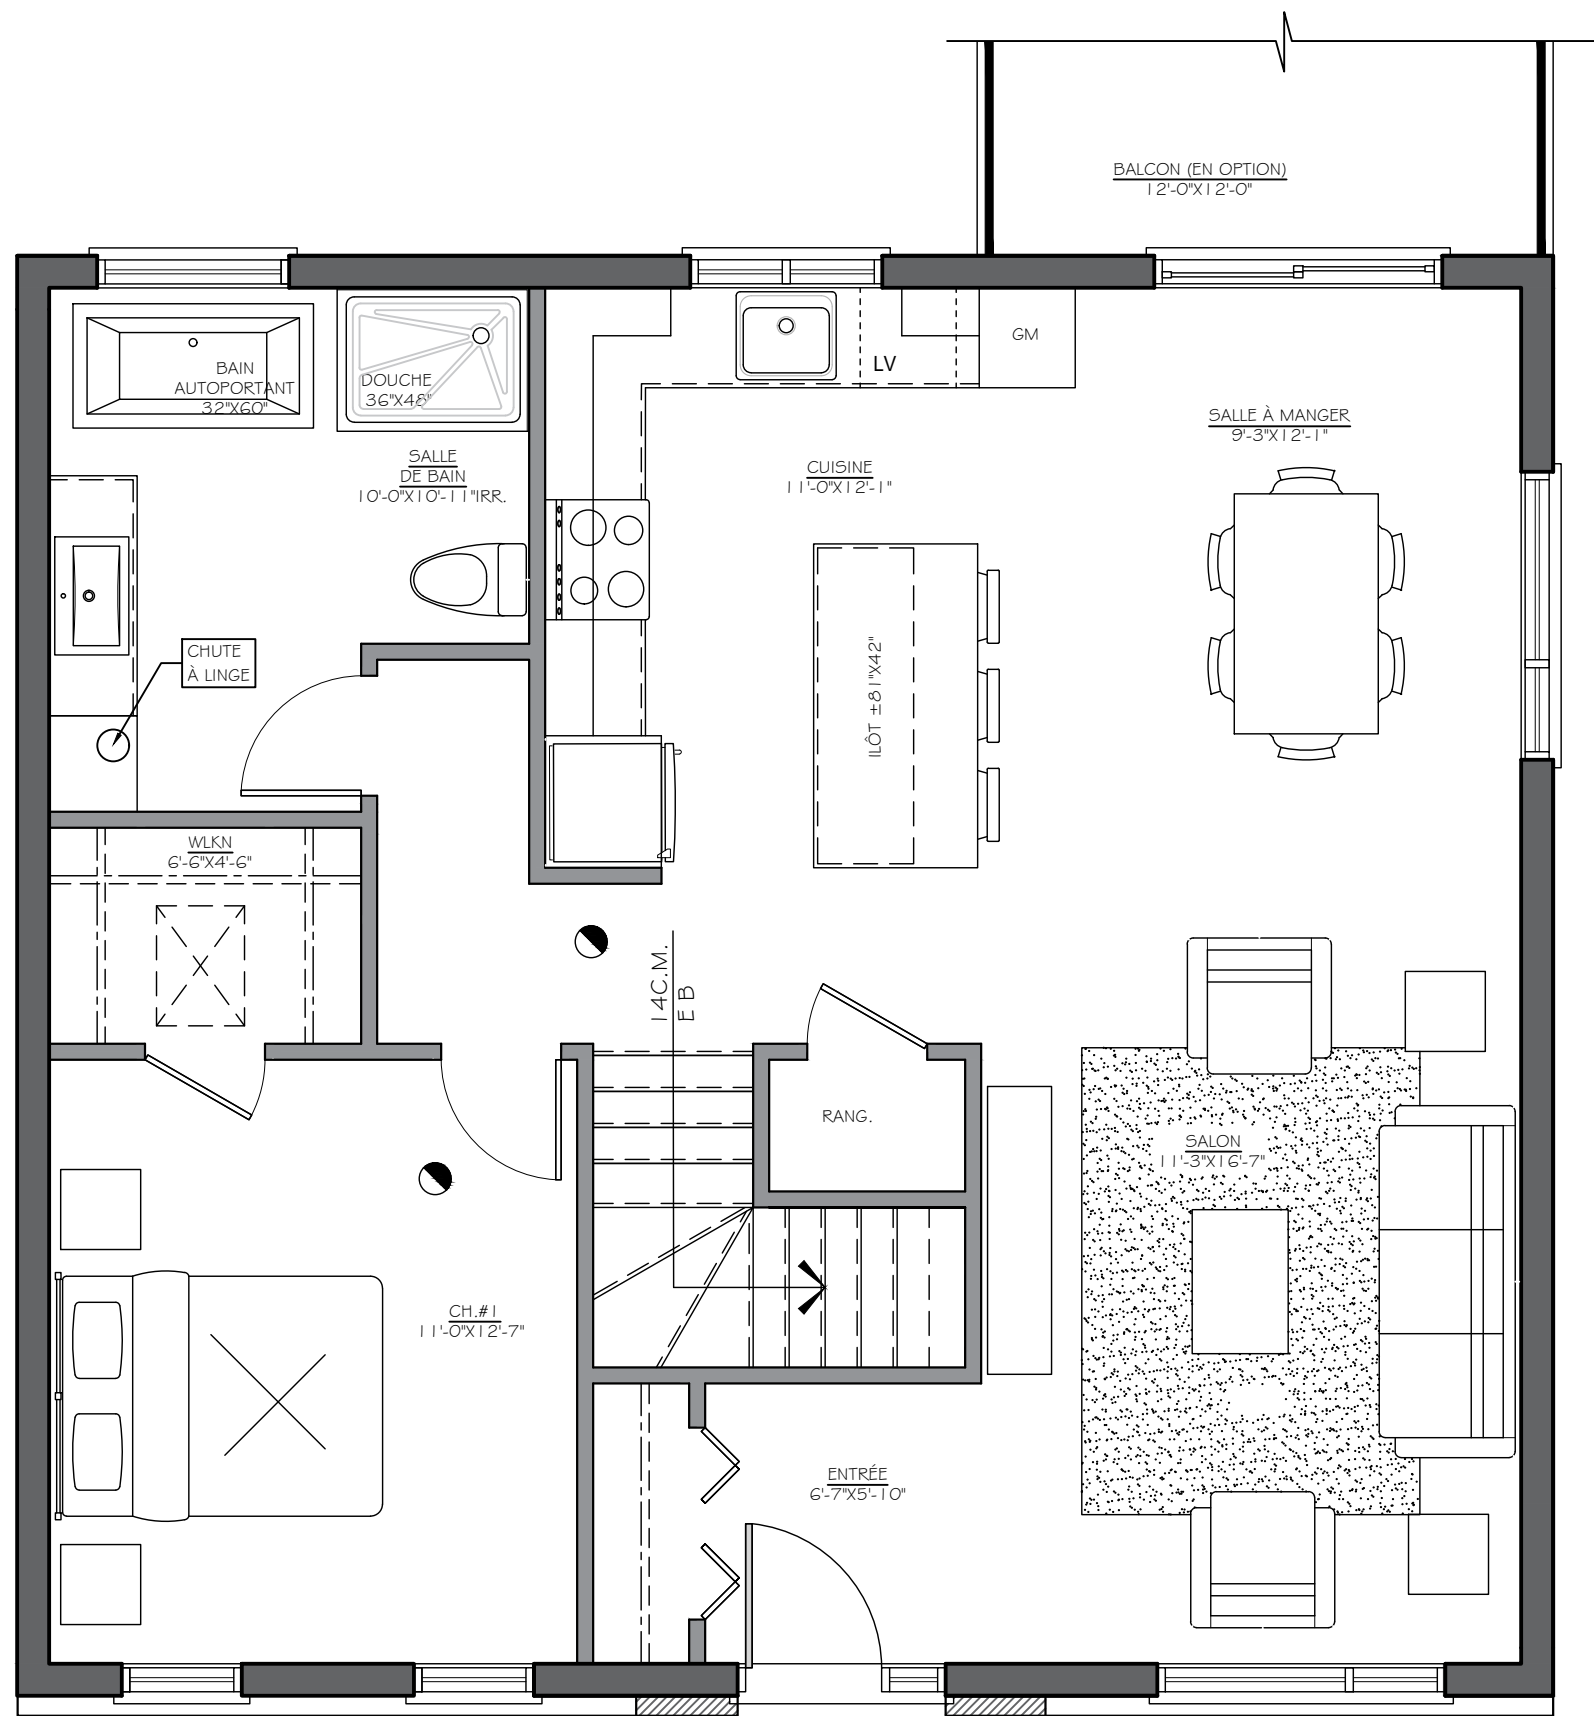 BALCON (EN OPTION)
12'-0"X12'-0"
BAIN
AUTOPORTANT
32"X60"
DOUCHE
36"X48"
LV
GM
SALLE
DE BAIN
10'-0"X10'-11"IRR.
CUISINE
11'-0"X12'-1"
SALLE À MANGER
9'-3"X12'-1"
CHUTE
À LINGE
ILÔT ±81"X42"
WLKN
6'-6"X4'-6"
14C.M.
E B
RANG.
SALON
11'-3"X16'-7"
CH.#1
11'-0"X12'-7"
ENTRÉE
6'-7"X5'-10"